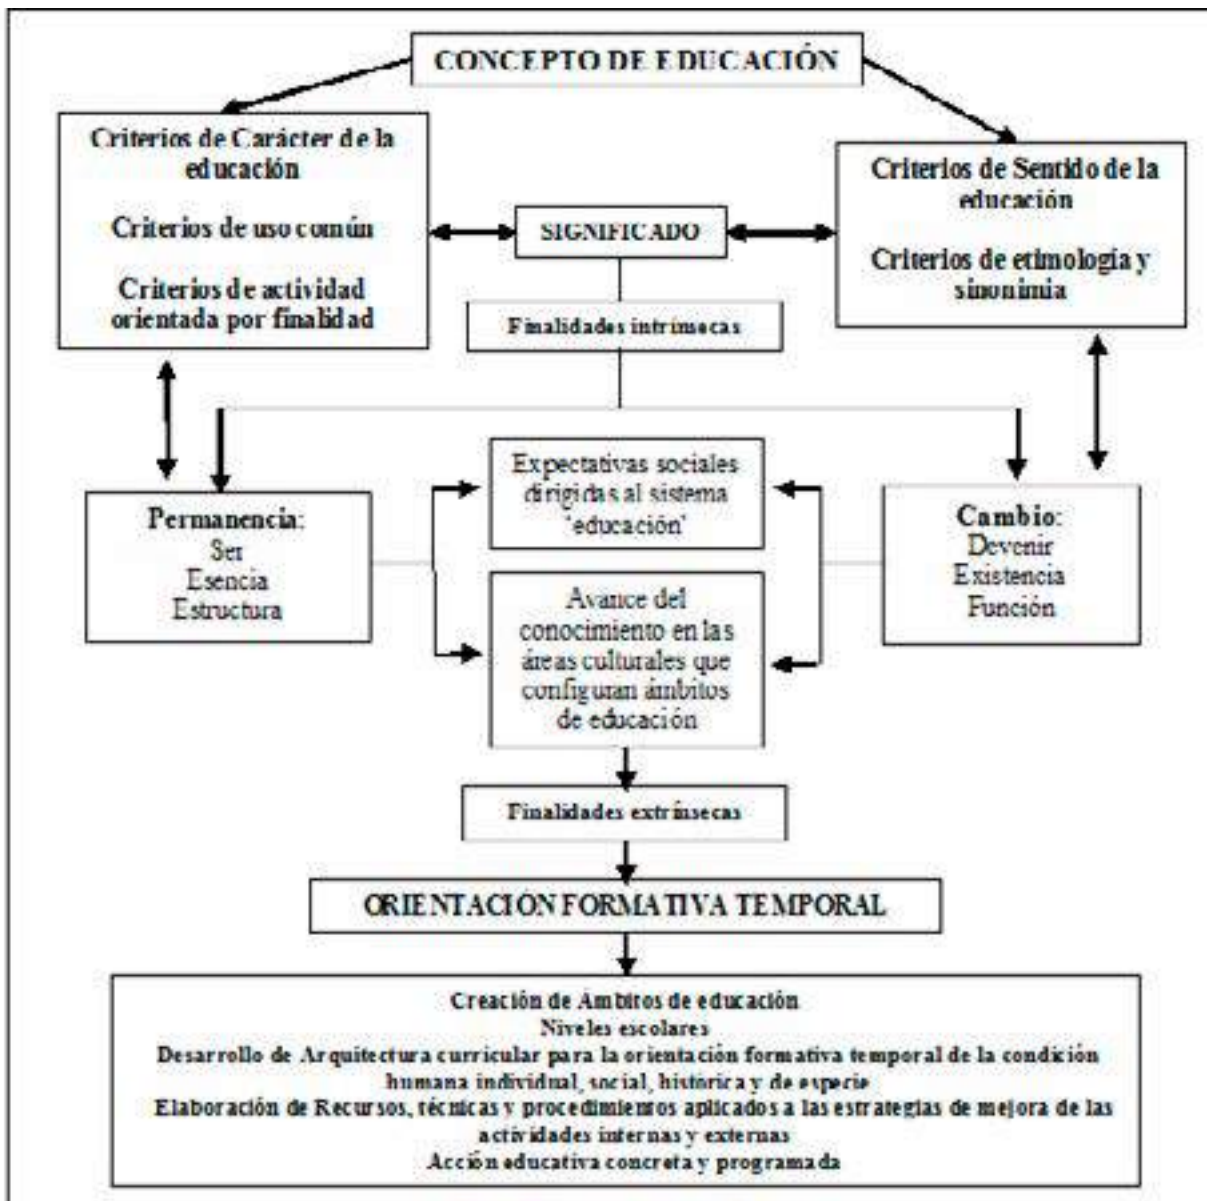 CONCEPTO DE EDUCACIÓN
Criterios de Carácter de la
educación
Criterios de uso común
Criterios de actividad
orientada por finalidad
SIGNIFICADO
Criterios de Sentido de la
educación
Criterios de etimología y
sinonimia
Finalidades intrínsecas
Permanencia:
Ser
Esencia
Estructura
Expectativas sociales
dirigidas al sistema
'educación'
Cambio:
Devenir
Existencia
Función
Avance del
conocimiento en las
áreas culturales que
configuran ámbitos
de educación
Finalidades extrínsecas
ORIENTACIÓN FORMATIVA TEMPORAL
Creación de Ámbitos de educación
Niveles escolares
Desarrollo de Arquitectura curricular para la orientación formativa temporal de la condición
humana individual, social, histórica y de especie
Elaboración de Recursos, técnicas y procedimientos aplicados a las estrategias de mejora de las
actividades internas y externas
Acción educativa concreta y programada